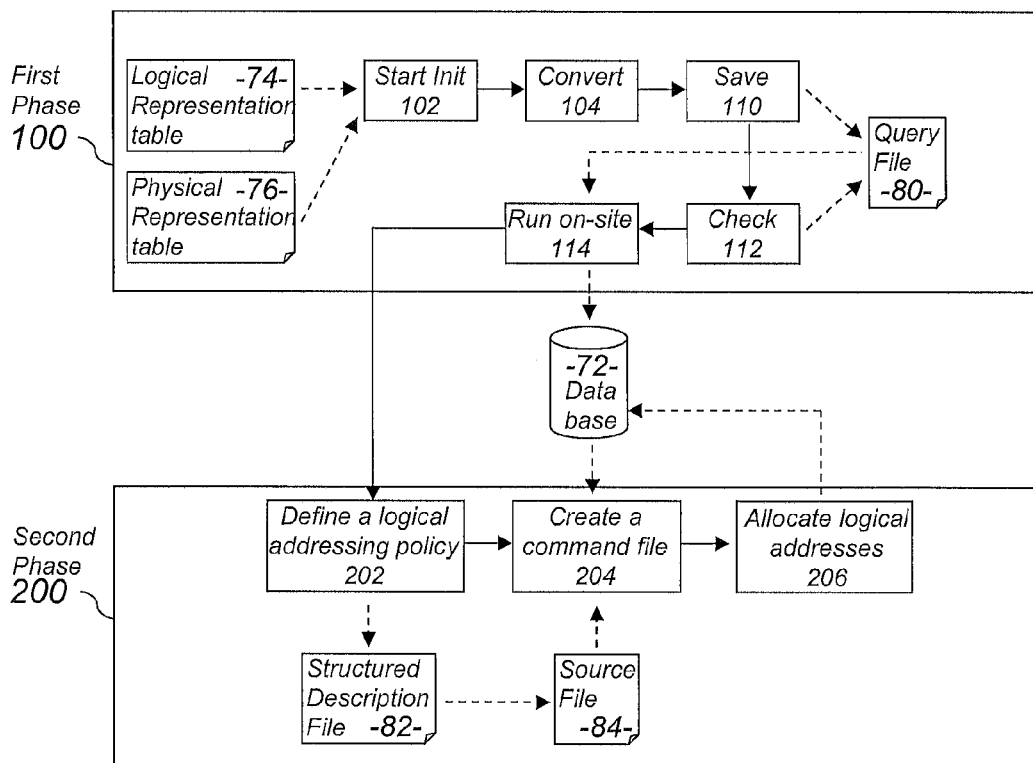 First
Phase
100
Logical -74-
Representation
table
Physical -76-
Representation
table
Start Init
102
Convert
104
Save
110
Query
File
-80-
Run on-site
114
Check
112
-72-
Data
base
Second
Phase
200
Define a logical
addressing policy
202
Create a
command file
204
Allocate logical
addresses
206
Structured
Description
File -82-
Source
File
-84-